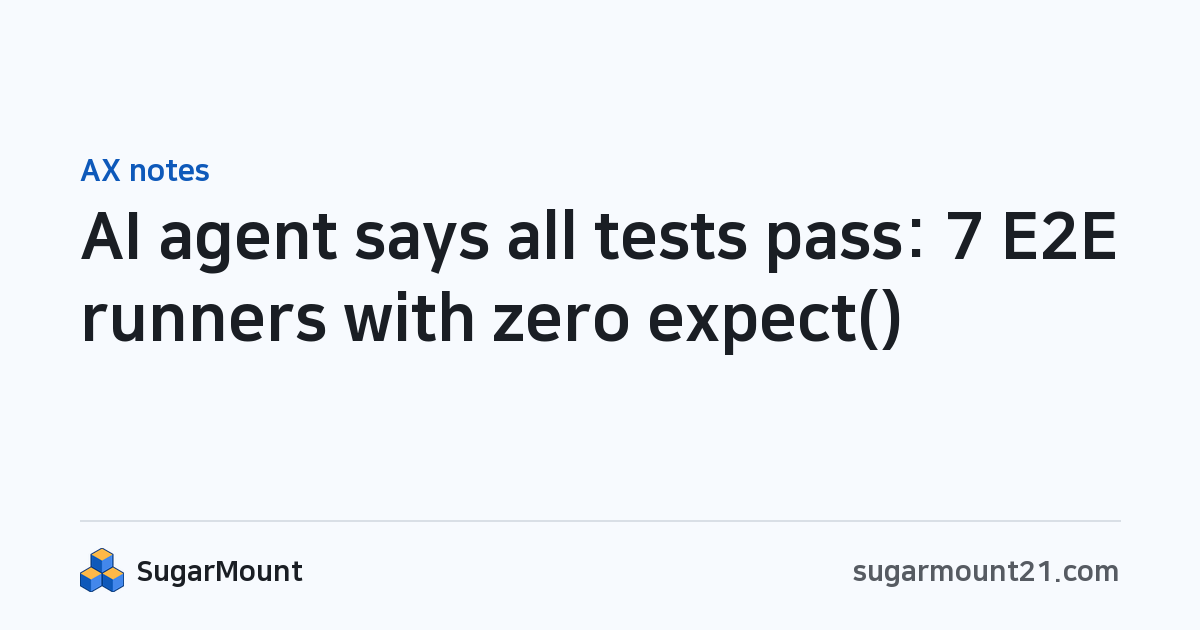 AX notes
AI agent says all tests pass: 7 E2E
runners with zero expect()
SugarMount
sugarmount21.com